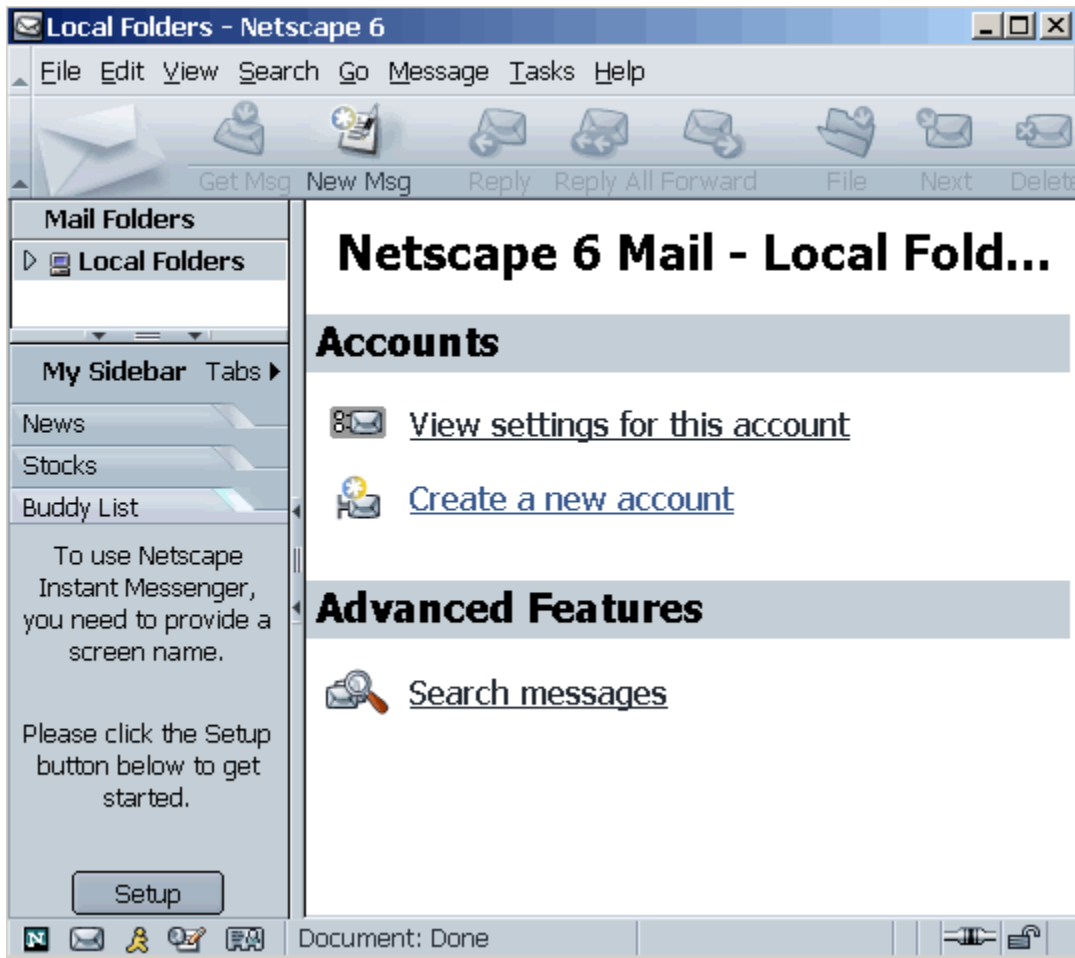 Local Folders - Netscape 6
File Edit View Search Go Message Tasks Help
Get Msg New Msg Reply Reply All Forward File Next Delete
Mail Folders
Local Folders
My Sidebar Tabs
News
Stocks
Buddy List
To use Netscape
Instant Messenger,
you need to provide a
screen name.
Please click the Setup
button below to get
started.
Setup
Netscape 6 Mail - Local Fold...
Accounts
View settings for this account
Create a new account
Advanced Features
Search messages
N
Document: Done